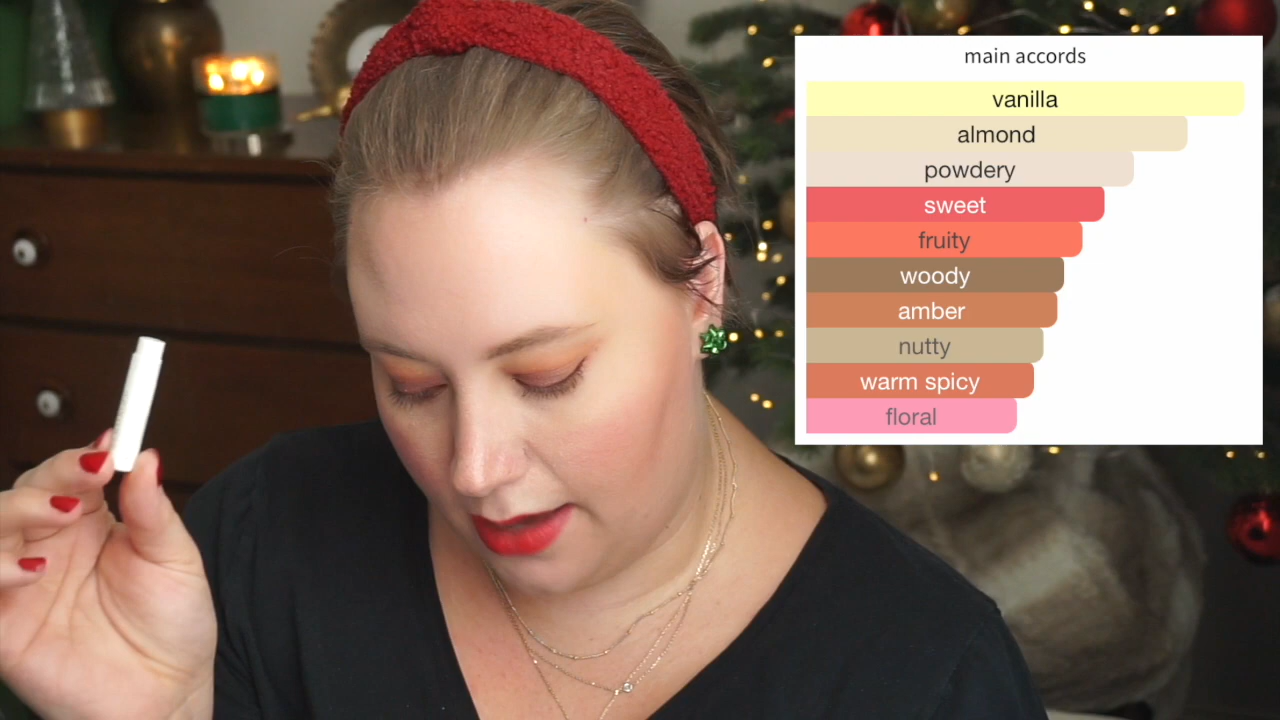 main accords
vanilla
almond
powdery
sweet
fruity
woody
amber
nutty
warm spicy
floral